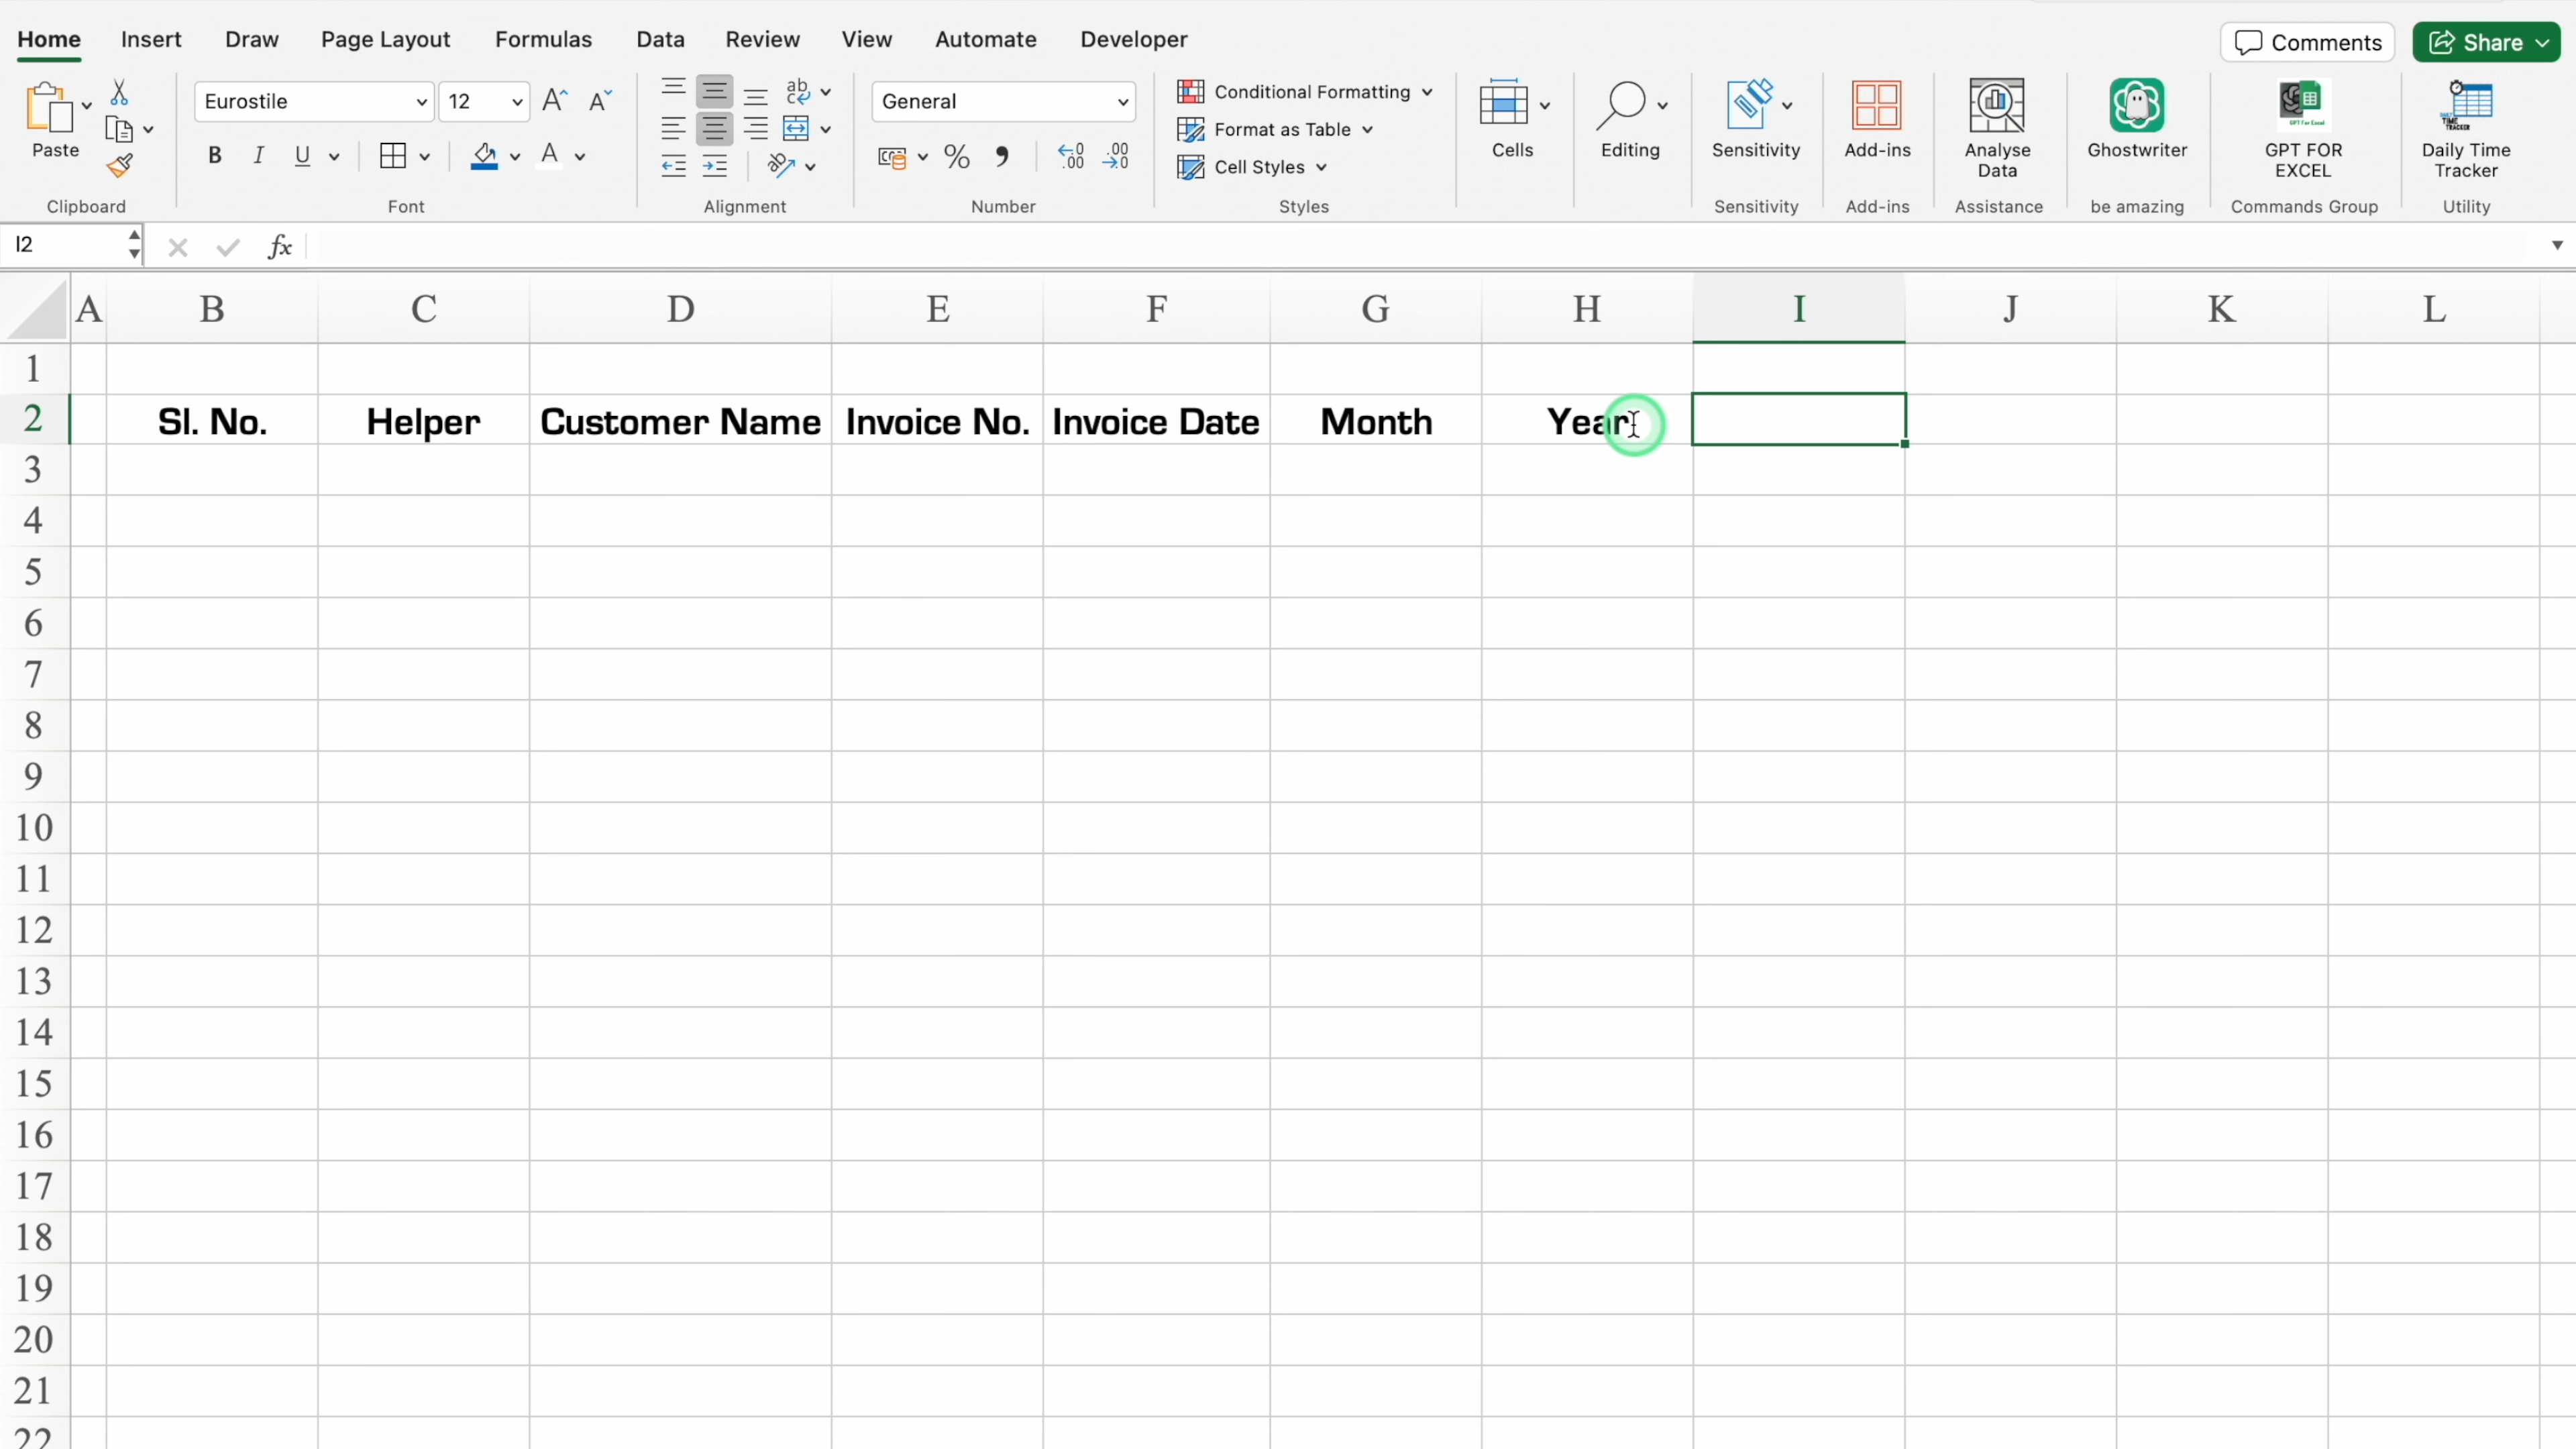 Home Insert Draw Page Layout Formulas Data Review View Automate Developer Comments Share
Paste
Clipboard
Eurostile 12
B I U A
Font
Alignment
General
Number
Conditional Formatting
Format as Table
Cell Styles
Styles
Cells
Editing
Sensitivity
Sensitivity
Add-ins
Add-ins
Analyse
Data
Assistance
Ghostwriter
be amazing
GPT FOR
EXCEL
Commands Group
Daily Time
Tracker
Utility
I2 fx
A B C D E F G H I J K L
1
2 Sl. No. Helper Customer Name Invoice No. Invoice Date Month Year
3
4
5
6
7
8
9
10
11
12
13
14
15
16
17
18
19
20
21
22